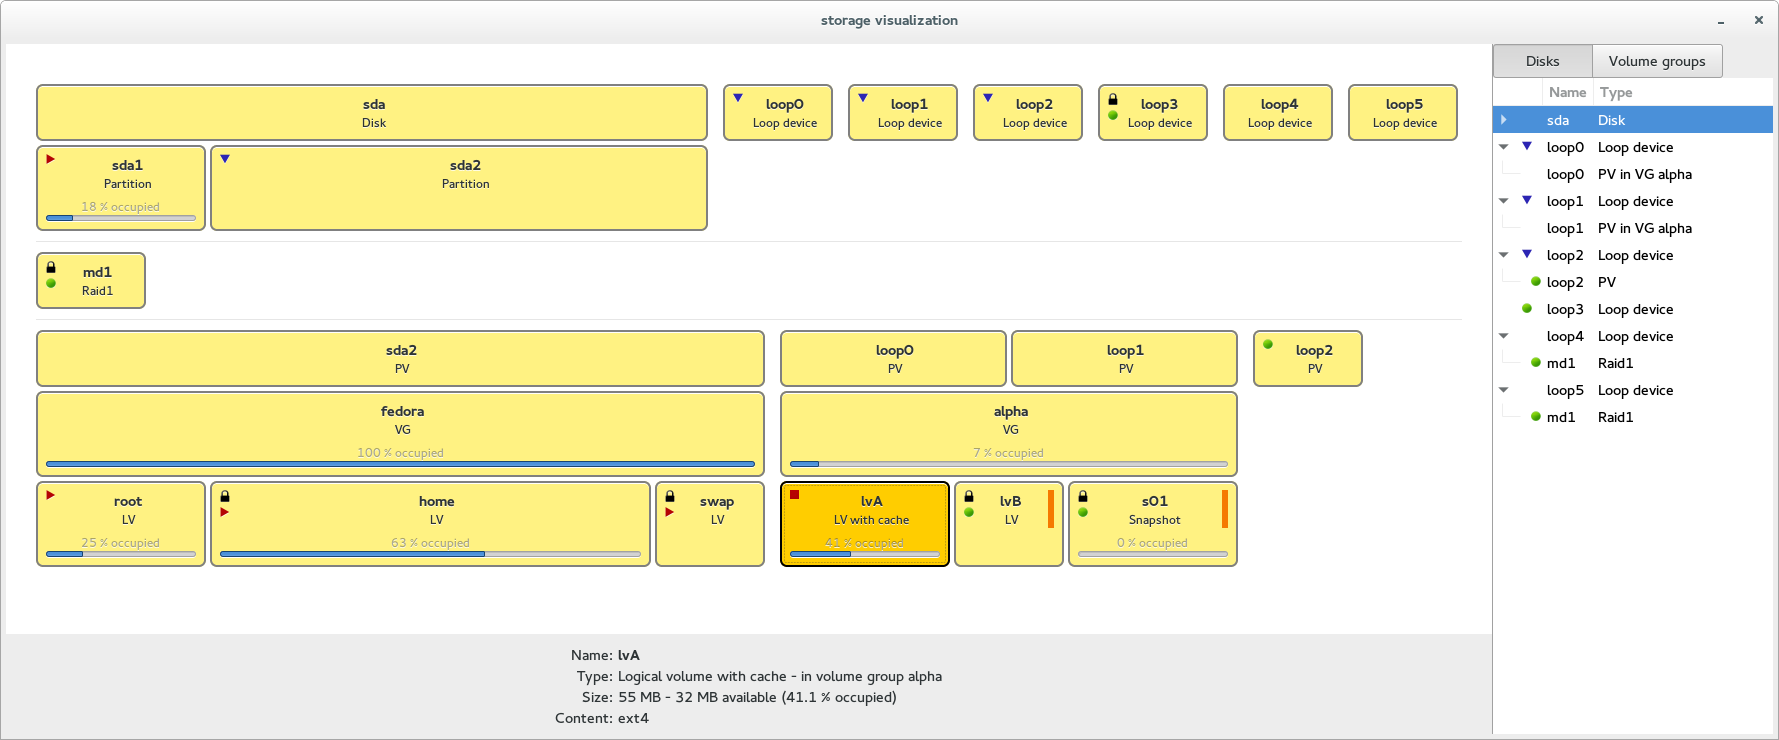 storage visualization
sda
Disk
loop0
Loop device
loop1
Loop device
loop2
Loop device
loop3
Loop device
loop4
Loop device
loop5
Loop device
sda1
Partition
18 % occupied
sda2
Partition
md1
Raid1
sda2
PV
loop0
PV
loop1
PV
loop2
PV
fedora
VG
100 % occupied
alpha
VG
7 % occupied
root
LV
25 % occupied
home
LV
63 % occupied
swap
LV
lvA
LV with cache
41 % occupied
lvB
LV
s01
Snapshot
0 % occupied
Name: lvA
Type: Logical volume with cache - in volume group alpha
Size: 55 MB - 32 MB available (41.1 % occupied)
Content: ext4
Disks Volume groups
Name Type
sda Disk
loop0 Loop device
loop0 PV in VG alpha
loop1 Loop device
loop1 PV in VG alpha
loop2 Loop device
loop2 PV
loop3 Loop device
loop4 Loop device
md1 Raid1
loop5 Loop device
md1 Raid1